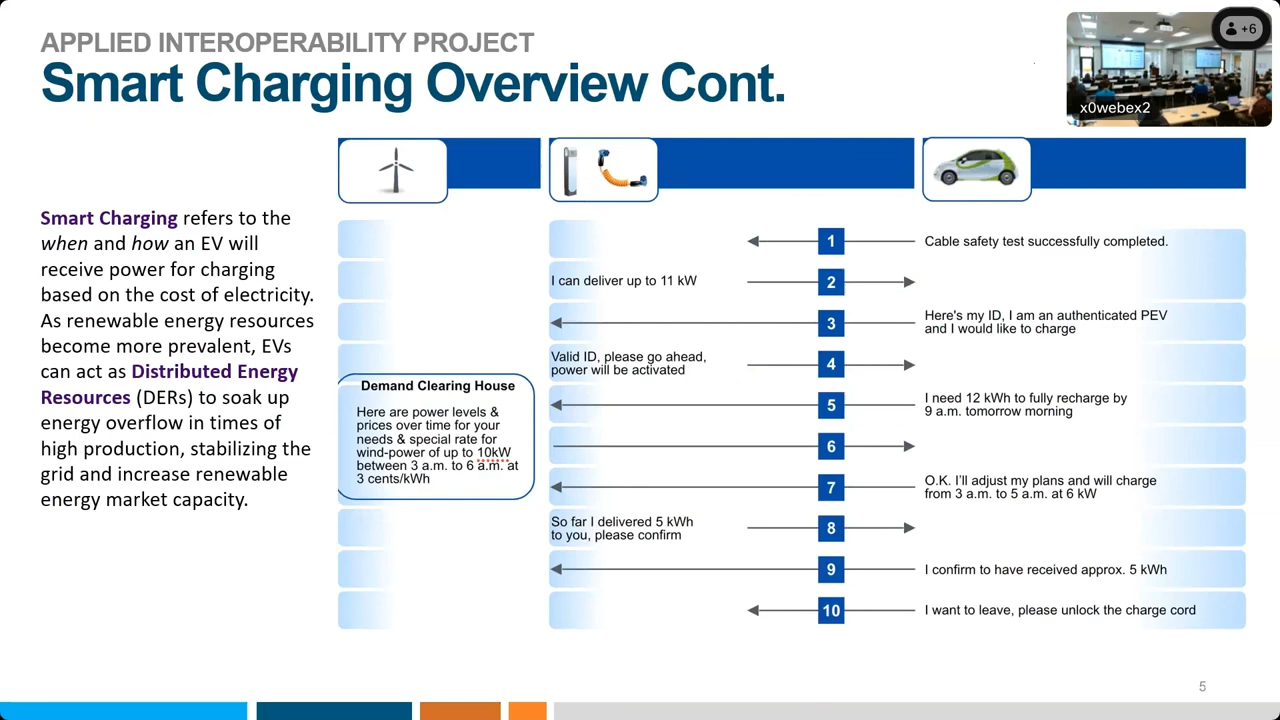 APPLIED INTEROPERABILITY PROJECT
Smart Charging Overview Cont.
+6
x0webex2
Smart Charging refers to the
when and how an EV will
receive power for charging
based on the cost of electricity.
As renewable energy resources
become more prevalent, EVs
can act as Distributed Energy
Resources (DERs) to soak up
energy overflow in times of
high production, stabilizing the
grid and increase renewable
energy market capacity.
1
Cable safety test successfully completed.
I can deliver up to 11 kW
2
3
Here's my ID, I am an authenticated PEV
and I would like to charge
Valid ID, please go ahead,
power will be activated
4
Demand Clearing House
Here are power levels &
prices over time for your
needs & special rate for
wind-power of up to 10kW
between 3 a.m. to 6 a.m. at
3 cents/kWh
5
I need 12 kWh to fully recharge by
9 a.m. tomorrow morning
6
7
O.K. I'll adjust my plans and will charge
from 3 a.m. to 5 a.m. at 6 kW
So far I delivered 5 kWh
to you, please confirm
8
9
I confirm to have received approx. 5 kWh
10
I want to leave, please unlock the charge cord
5